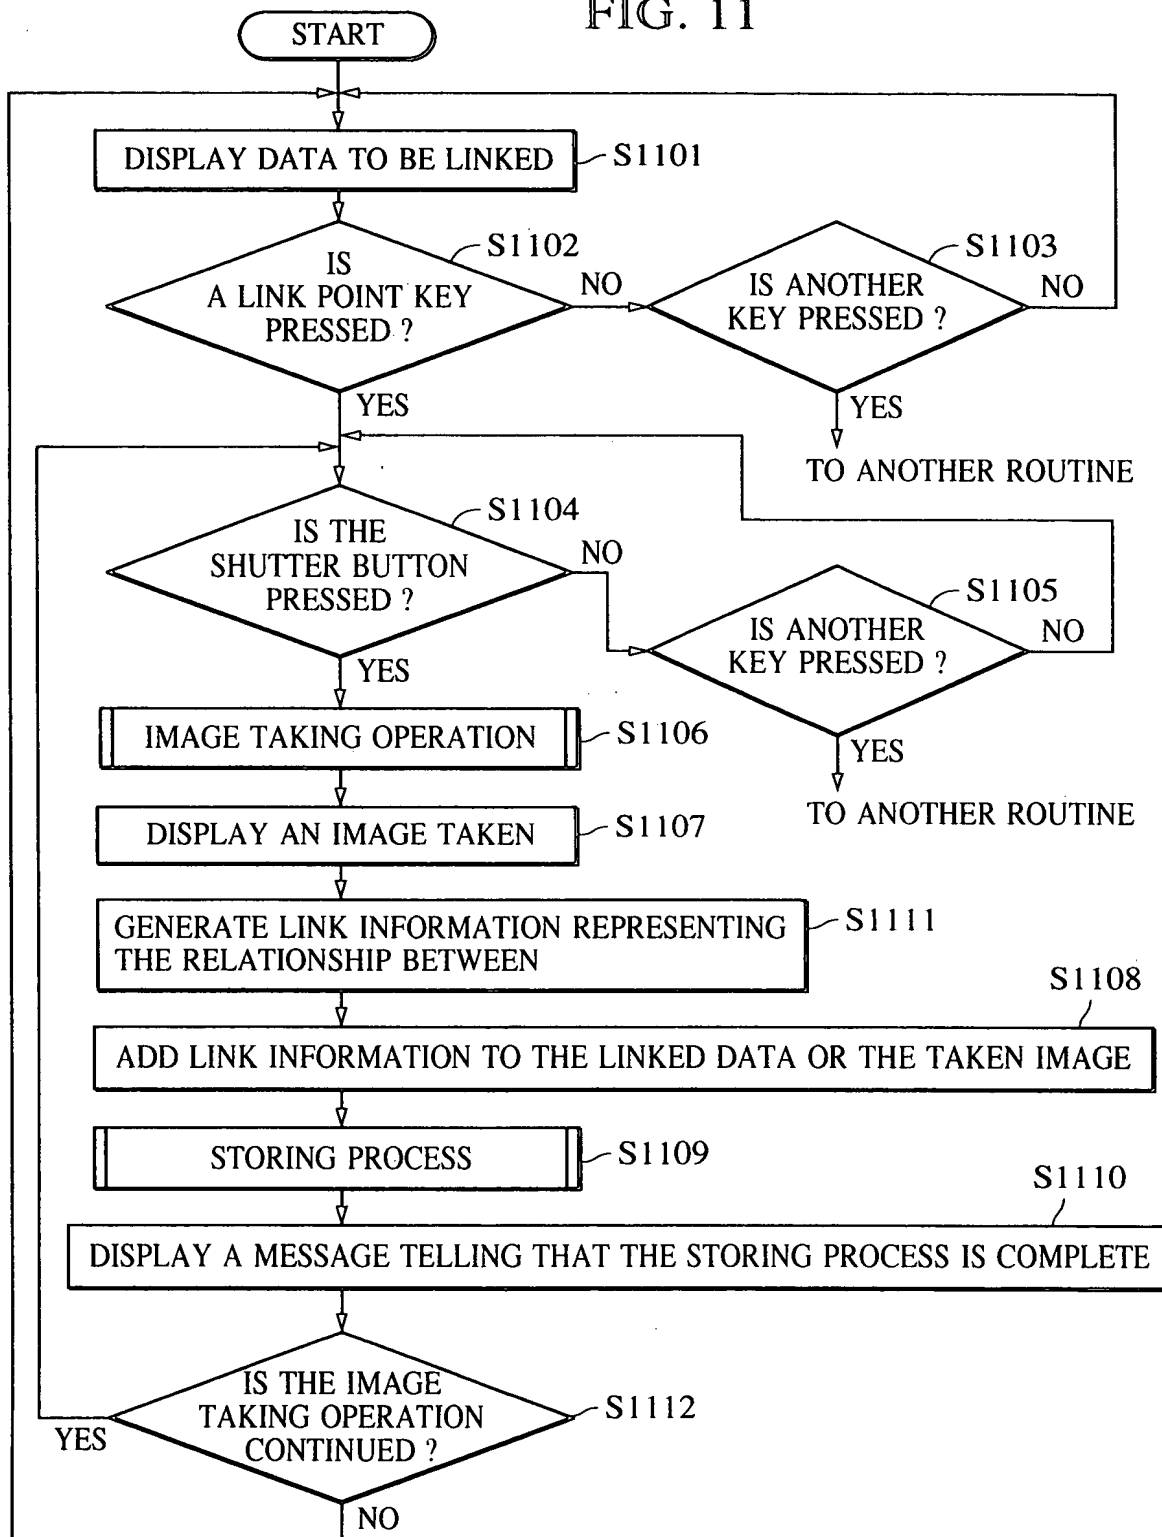 FIG. 11
START
DISPLAY DATA TO BE LINKED
S1101
IS
A LINK POINT KEY
PRESSED ?
S1102
NO
YES
IS ANOTHER
KEY PRESSED ?
S1103
NO
YES
TO ANOTHER ROUTINE
IS THE
SHUTTER BUTTON
PRESSED ?
S1104
NO
YES
IS ANOTHER
KEY PRESSED ?
S1105
NO
YES
TO ANOTHER ROUTINE
IMAGE TAKING OPERATION
S1106
DISPLAY AN IMAGE TAKEN
S1107
GENERATE LINK INFORMATION REPRESENTING
THE RELATIONSHIP BETWEEN
S1111
S1108
ADD LINK INFORMATION TO THE LINKED DATA OR THE TAKEN IMAGE
STORING PROCESS
S1109
S1110
DISPLAY A MESSAGE TELLING THAT THE STORING PROCESS IS COMPLETE
IS THE IMAGE
TAKING OPERATION
CONTINUED ?
S1112
YES
NO